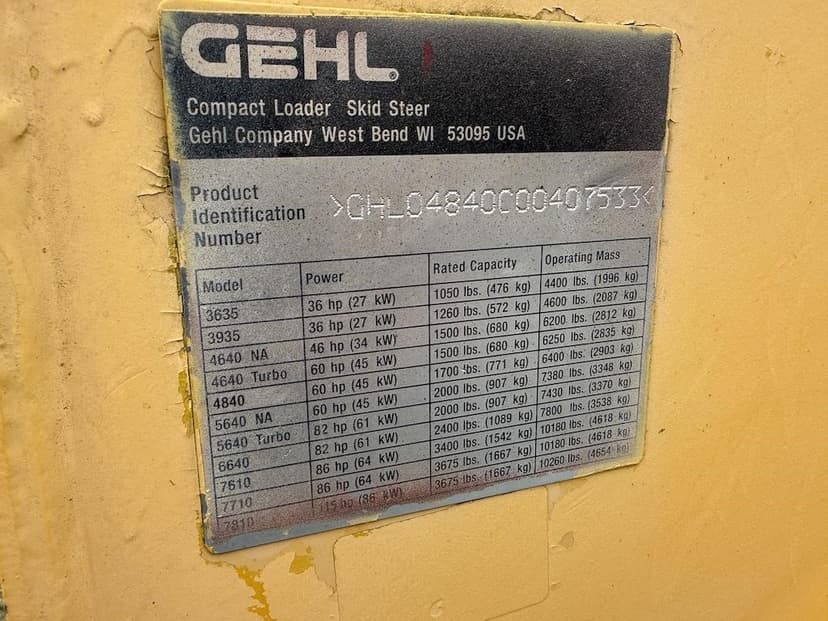 GEHL®
Compact Loader Skid Steer
Gehl Company West Bend WI 53095 USA
Product
Identification
Number
>GHL04840C00407533<
Model Power Rated Capacity Operating Mass
3635 36 hp (27 kW) 1050 lbs. (476 kg) 4400 lbs. (1996 kg)
3935 36 hp (27 kW) 1260 lbs. (572 kg) 4600 lbs. (2087 kg)
4640 NA 46 hp (34 kW) 1500 lbs. (680 kg) 6200 lbs. (2812 kg)
4640 Turbo 60 hp (45 kW) 1500 lbs. (680 kg) 6250 lbs. (2835 kg)
4840 60 hp (45 kW) 1700 lbs. (771 kg) 6400 lbs. (2903 kg)
5640 NA 60 hp (45 kW) 2000 lbs. (907 kg) 7380 lbs. (3348 kg)
5640 Turbo 82 hp (61 kW) 2000 lbs. (907 kg) 7430 lbs. (3370 kg)
6640 82 hp (61 kW) 2400 lbs. (1089 kg) 7800 lbs. (3538 kg)
7610 86 hp (64 kW) 3400 lbs. (1542 kg) 10180 lbs. (4618 kg)
7710 86 hp (64 kW) 3675 lbs. (1667 kg) 10180 lbs. (4618 kg)
7810 115 hp (86 kW) 3675 lbs. (1667 kg) 10260 lbs. (4654 kg)